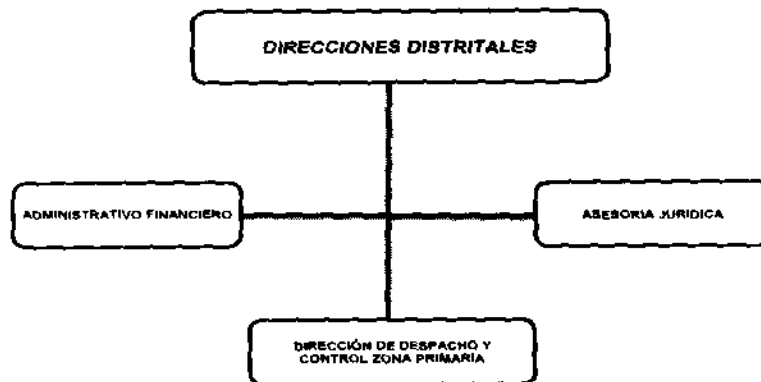 DIRECCIONES DISTRITALES
ADMINISTRATIVO FINANCIERO
ASESORIA JURIDICA
DIRECCIÓN DE DESPACHO Y
CONTROL ZONA PRIMARIA